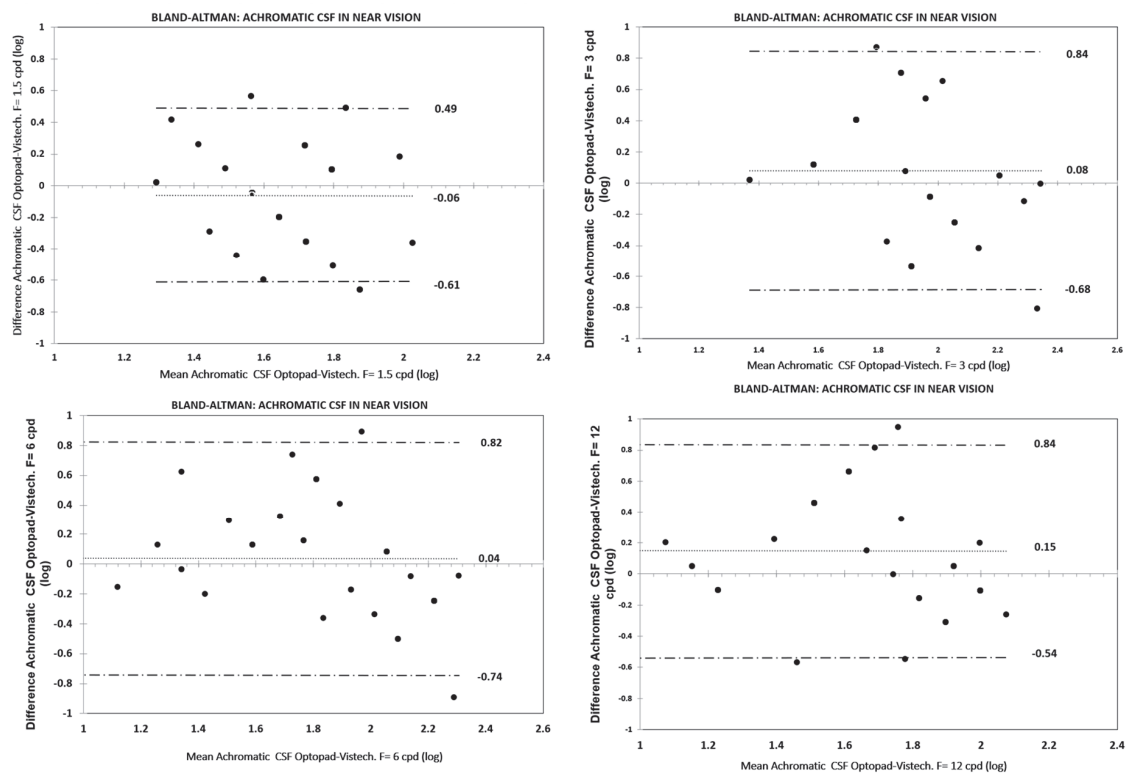 BLAND-ALTMAN: ACHROMATIC CSF IN NEAR VISION
Difference Achromatic CSF Optopad-Vistech. F= 1.5 cpd (log)
1
0.8
0.6
0.4
0.2
0
-0.2
-0.4
-0.6
-0.8
-1
0.49
-0.06
-0.61
1 1.2 1.4 1.6 1.8 2 2.2 2.4
Mean Achromatic CSF Optopad-Vistech. F= 1.5 cpd (log)
BLAND-ALTMAN: ACHROMATIC CSF IN NEAR VISION
Difference Achromatic CSF Optopad-Vistech. F= 3 cpd
(log)
1
0.8
0.6
0.4
0.2
0
-0.2
-0.4
-0.6
-0.8
-1
0.84
0.08
-0.68
1 1.2 1.4 1.6 1.8 2 2.2 2.4 2.6
Mean Achromatic CSF Optopad-Vistech. F= 3 cpd (log)
BLAND-ALTMAN: ACHROMATIC CSF IN NEAR VISION
Difference Achromatic CSF Optopad-Vistech. F= 6 cpd
(log)
1
0.8
0.6
0.4
0.2
0
-0.2
-0.4
-0.6
-0.8
-1
0.82
0.04
-0.74
1 1.2 1.4 1.6 1.8 2 2.2 2.4 2.6
Mean Achromatic CSF Optopad-Vistech. F= 6 cpd (log)
BLAND-ALTMAN: ACHROMATIC CSF IN NEAR VISION
Difference Achromatic CSF Optopad-Vistech. F= 12
cpd (log)
1
0.8
0.6
0.4
0.2
0
-0.2
-0.4
-0.6
-0.8
-1
0.84
0.15
-0.54
1 1.2 1.4 1.6 1.8 2 2.2 2.4
Mean Achromatic CSF Optopad-Vistech. F= 12 cpd (log)